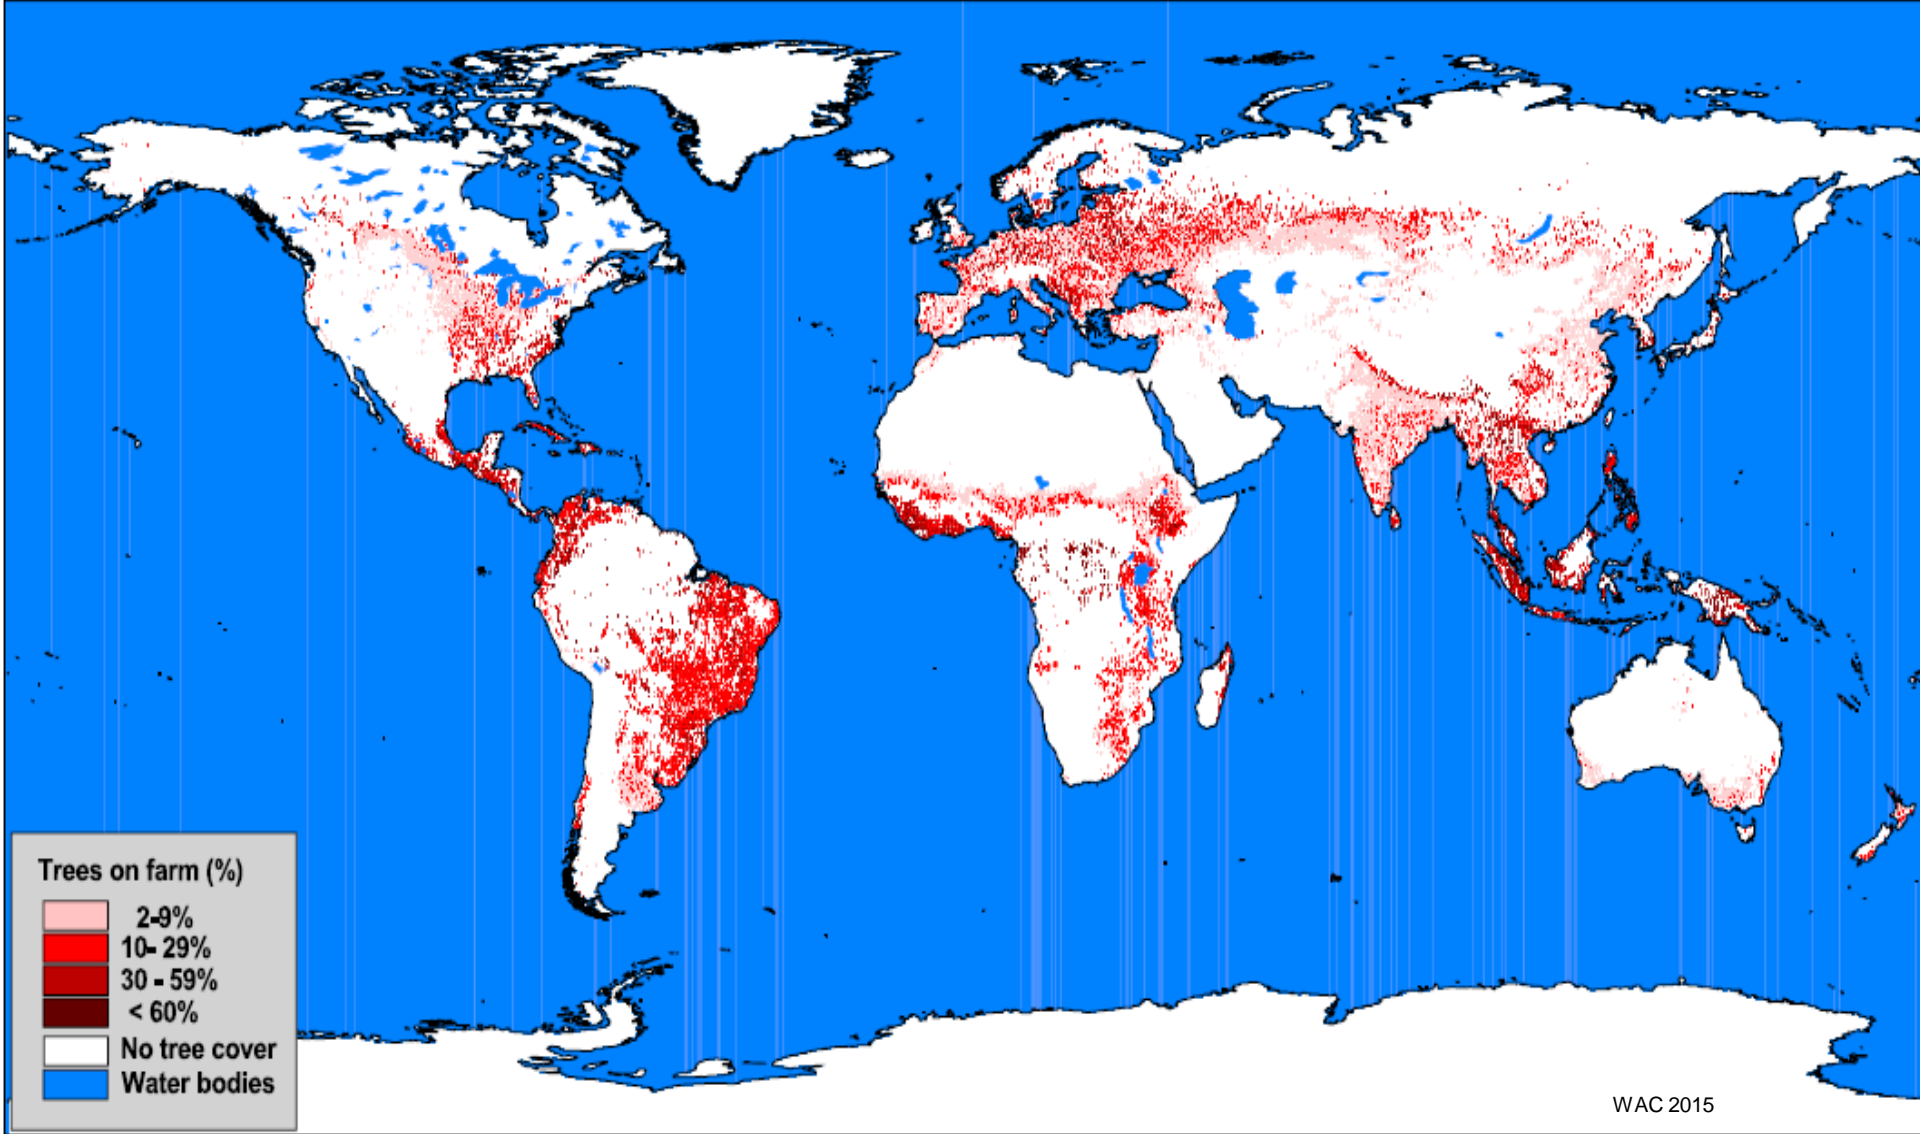 Trees on farm (%)
2-9%
10- 29%
30 - 59%
< 60%
No tree cover
Water bodies
WAC 2015